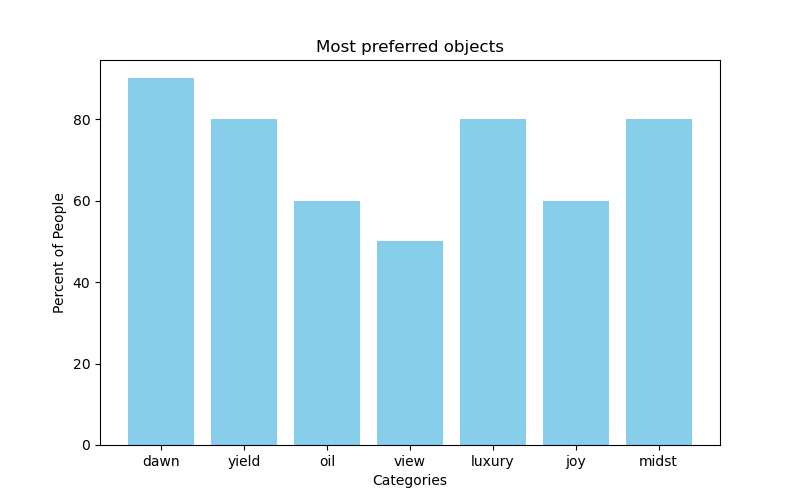 Most preferred objects
Percent of People
80
60
40
20
0
dawn yield oil view luxury joy midst
Categories